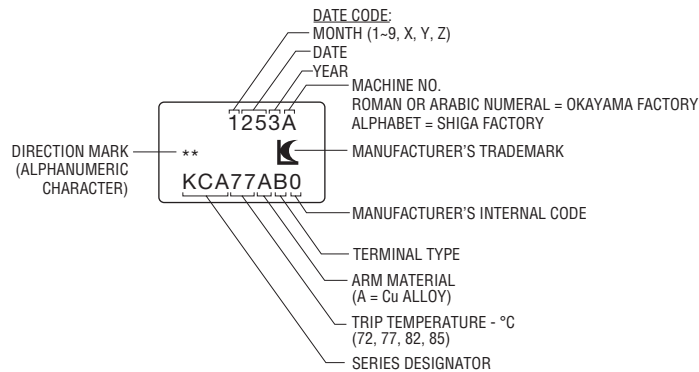 DATE CODE:
MONTH (1~9, X, Y, Z)
DATE
YEAR
MACHINE NO.
ROMAN OR ARABIC NUMERAL = OKAYAMA FACTORY
ALPHABET = SHIGA FACTORY
1253A
DIRECTION MARK
(ALPHANUMERIC
CHARACTER)
**
MANUFACTURER'S TRADEMARK
KCA77AB0
MANUFACTURER'S INTERNAL CODE
TERMINAL TYPE
ARM MATERIAL
(A = Cu ALLOY)
TRIP TEMPERATURE - °C
(72, 77, 82, 85)
SERIES DESIGNATOR